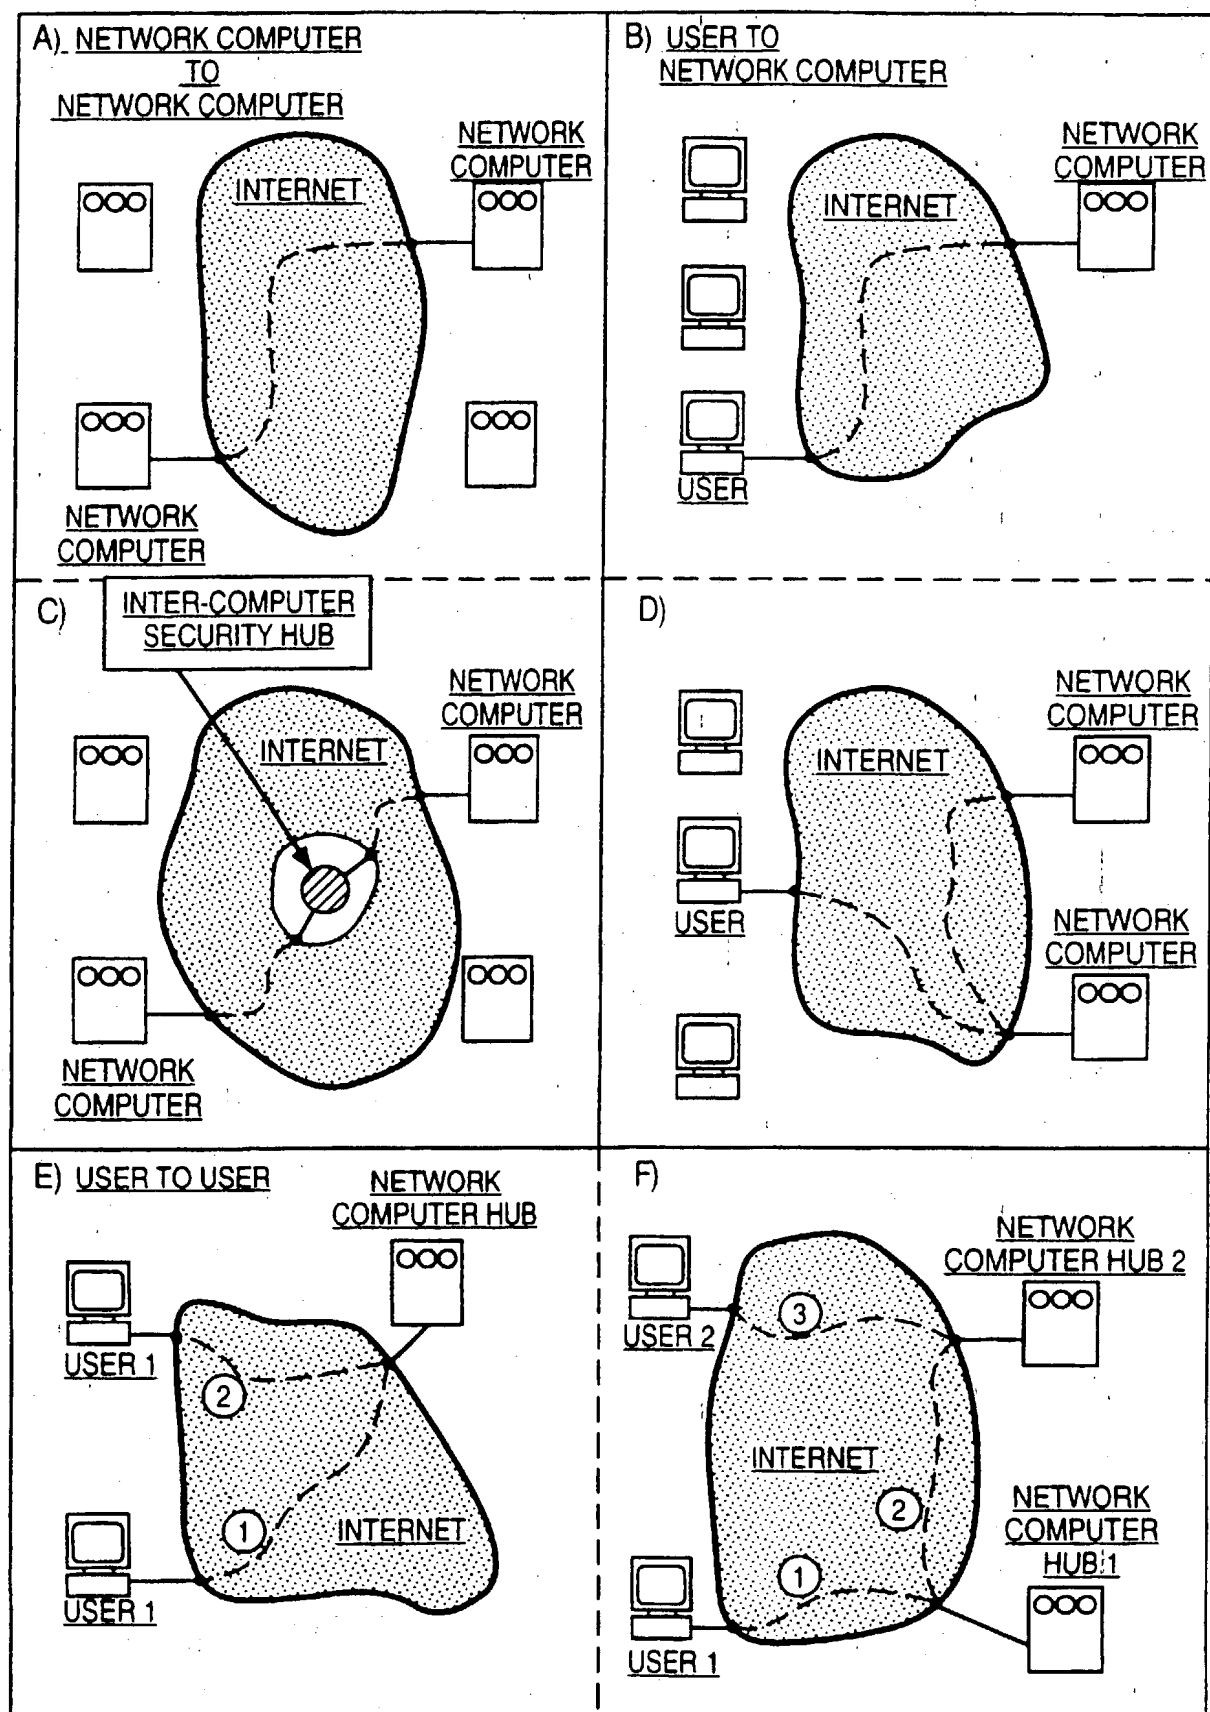 A) NETWORK COMPUTER
TO
NETWORK COMPUTER
INTERNET
NETWORK
COMPUTER
NETWORK
COMPUTER
B) USER TO
NETWORK COMPUTER
INTERNET
NETWORK
COMPUTER
USER
C)
INTER-COMPUTER
SECURITY HUB
INTERNET
NETWORK
COMPUTER
NETWORK
COMPUTER
D)
INTERNET
NETWORK
COMPUTER
USER
NETWORK
COMPUTER
E) USER TO USER
NETWORK
COMPUTER HUB
USER 1
2
1
INTERNET
USER 1
F)
NETWORK
COMPUTER HUB 2
3
USER 2
INTERNET
2
NETWORK
COMPUTER
HUB 1
1
USER 1